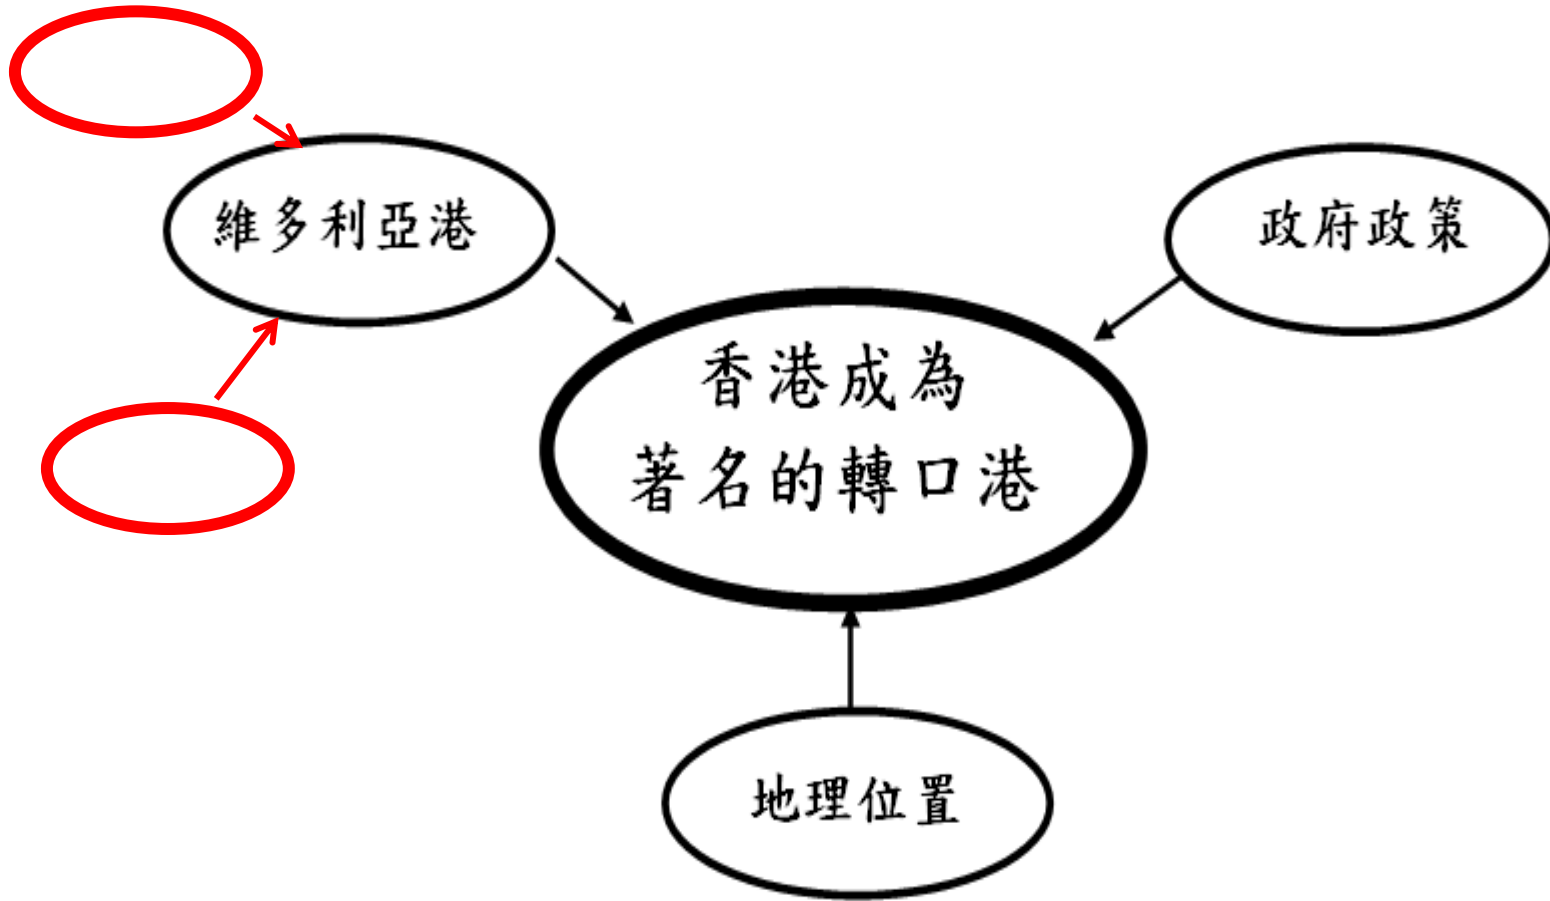 維多利亞港
政府政策
香港成為
著名的轉口港
地理位置